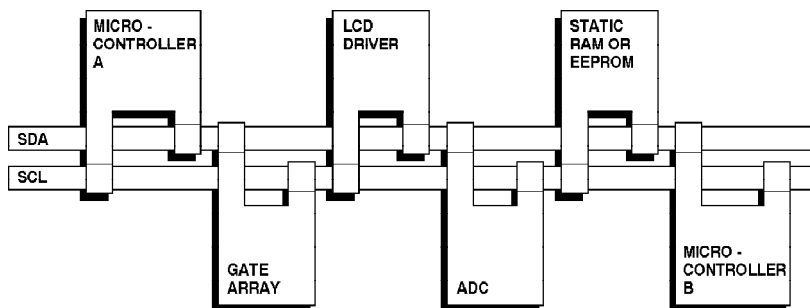 MICRO -
CONTROLLER
A
LCD
DRIVER
STATIC
RAM OR
EEPROM
SDA
SCL
GATE
ARRAY
ADC
MICRO -
CONTROLLER
B